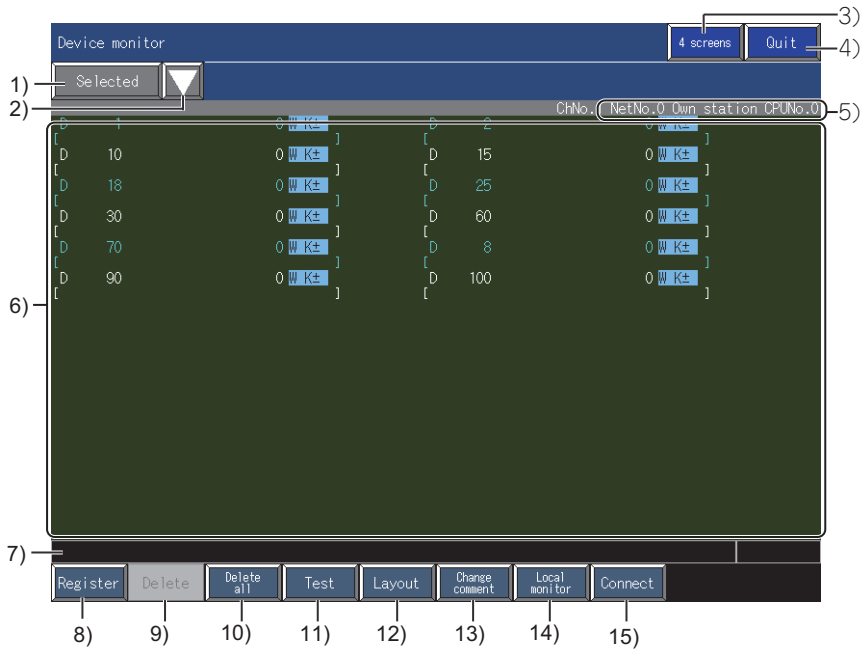 3)
Device monitor 4 screens Quit
4)
1) Selected
2)
ChNo. NetNo.0 Own station CPUNo.0 5)
D 1 0 W K± D 2 0 W K±
[ ] [ ]
D 10 0 W K± D 15 0 W K±
[ ] [ ]
D 18 0 W K± D 25 0 W K±
[ ] [ ]
D 30 0 W K± D 60 0 W K±
[ ] [ ]
D 70 0 W K± D 8 0 W K±
[ ] [ ]
D 90 0 W K± D 100 0 W K±
[ ] [ ]
6)
7)
Register Delete Delete all Test Layout Change comment Local monitor Connect
8) 9) 10) 11) 12) 13) 14) 15)